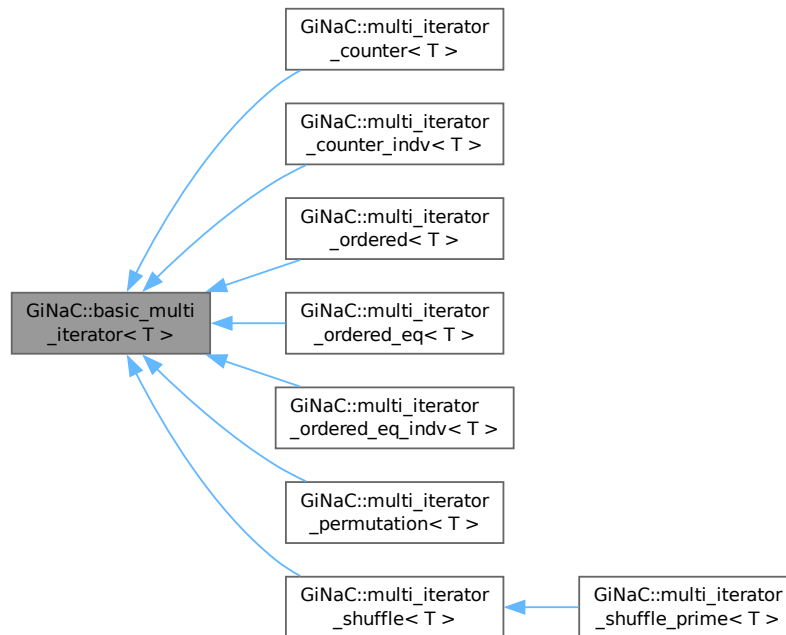 GiNaC::multi_iterator
_counter< T >
GiNaC::multi_iterator
_counter_indv< T >
GiNaC::multi_iterator
_ordered< T >
GiNaC::basic_multi
_iterator< T >
GiNaC::multi_iterator
_ordered_eq< T >
GiNaC::multi_iterator
_ordered_eq_indv< T >
GiNaC::multi_iterator
_permutation< T >
GiNaC::multi_iterator
_shuffle< T >
GiNaC::multi_iterator
_shuffle_prime< T >